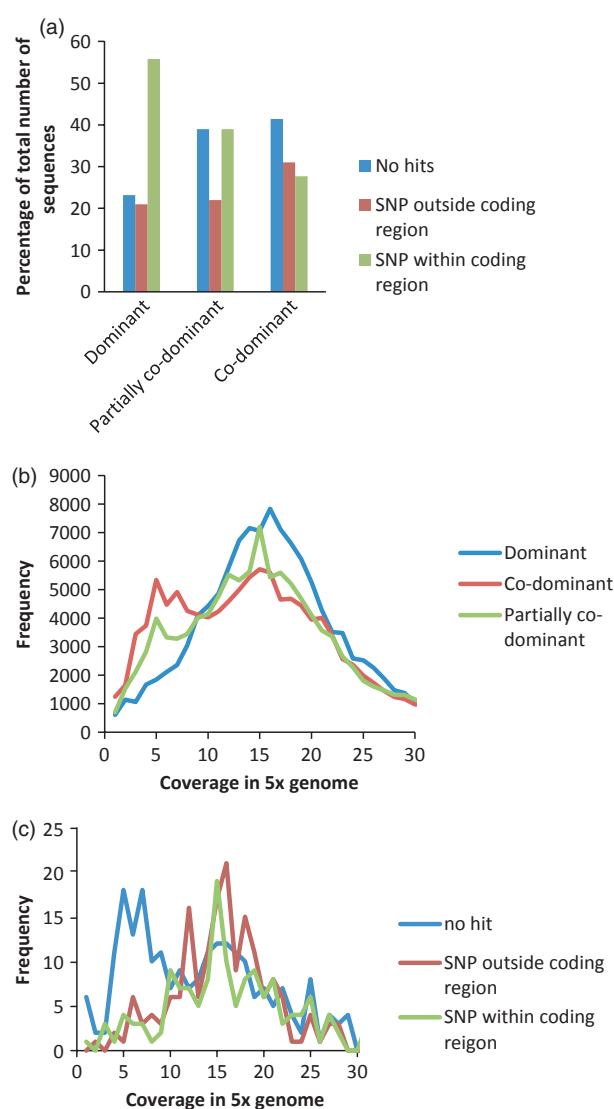 (a)
Percentage of total number of
sequences
60
50
40
30
20
10
0
Dominant
Partially co-dominant
Co-dominant
No hits
SNP outside coding
region
SNP within coding
region
(b)
Frequency
9000
8000
7000
6000
5000
4000
3000
2000
1000
0
0 5 10 15 20 25 30
Coverage in 5x genome
Dominant
Co-dominant
Partially co-
dominant
(c)
Frequency
25
20
15
10
5
0
0 5 10 15 20 25 30
Coverage in 5x genome
no hit
SNP outside coding
region
SNP within coding
reigon